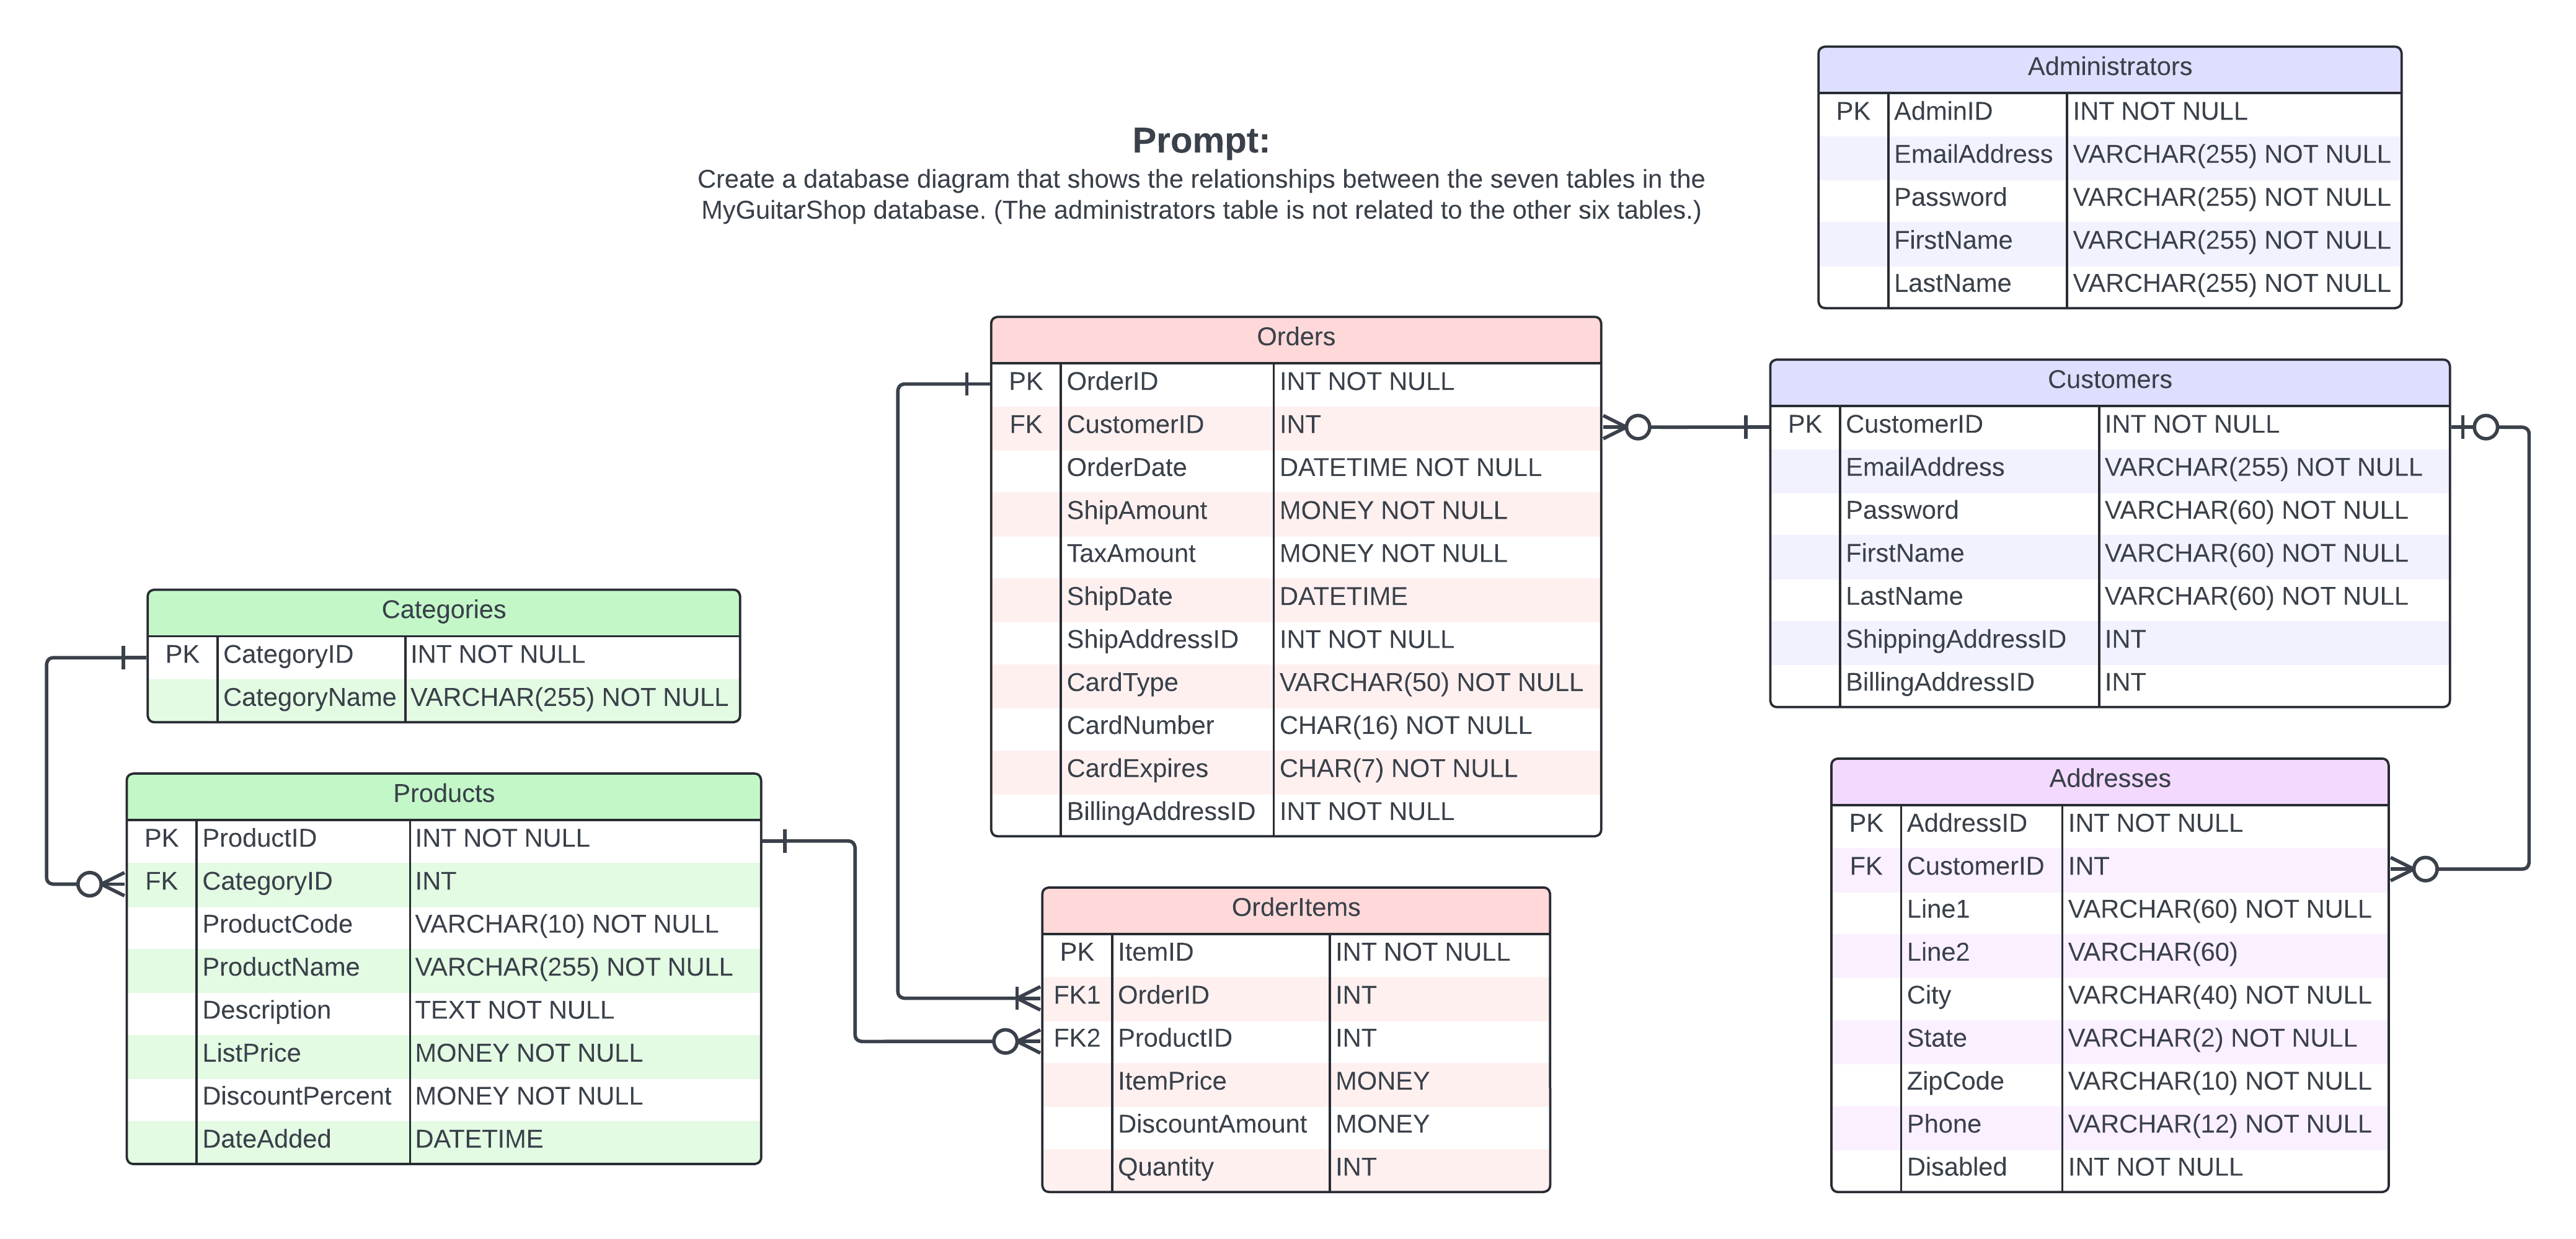 Prompt:
Create a database diagram that shows the relationships between the seven tables in the
MyGuitarShop database. (The administrators table is not related to the other six tables.)
Administrators
PK AdminID INT NOT NULL
EmailAddress VARCHAR(255) NOT NULL
Password VARCHAR(255) NOT NULL
FirstName VARCHAR(255) NOT NULL
LastName VARCHAR(255) NOT NULL
Orders
PK OrderID INT NOT NULL
FK CustomerID INT
OrderDate DATETIME NOT NULL
ShipAmount MONEY NOT NULL
TaxAmount MONEY NOT NULL
ShipDate DATETIME
ShipAddressID INT NOT NULL
CardType VARCHAR(50) NOT NULL
CardNumber CHAR(16) NOT NULL
CardExpires CHAR(7) NOT NULL
BillingAddressID INT NOT NULL
Customers
PK CustomerID INT NOT NULL
EmailAddress VARCHAR(255) NOT NULL
Password VARCHAR(60) NOT NULL
FirstName VARCHAR(60) NOT NULL
LastName VARCHAR(60) NOT NULL
ShippingAddressID INT
BillingAddressID INT
Categories
PK CategoryID INT NOT NULL
CategoryName VARCHAR(255) NOT NULL
Products
PK ProductID INT NOT NULL
FK CategoryID INT
ProductCode VARCHAR(10) NOT NULL
ProductName VARCHAR(255) NOT NULL
Description TEXT NOT NULL
ListPrice MONEY NOT NULL
DiscountPercent MONEY NOT NULL
DateAdded DATETIME
OrderItems
PK ItemID INT NOT NULL
FK1 OrderID INT
FK2 ProductID INT
ItemPrice MONEY
DiscountAmount MONEY
Quantity INT
Addresses
PK AddressID INT NOT NULL
FK CustomerID INT
Line1 VARCHAR(60) NOT NULL
Line2 VARCHAR(60)
City VARCHAR(40) NOT NULL
State VARCHAR(2) NOT NULL
ZipCode VARCHAR(10) NOT NULL
Phone VARCHAR(12) NOT NULL
Disabled INT NOT NULL